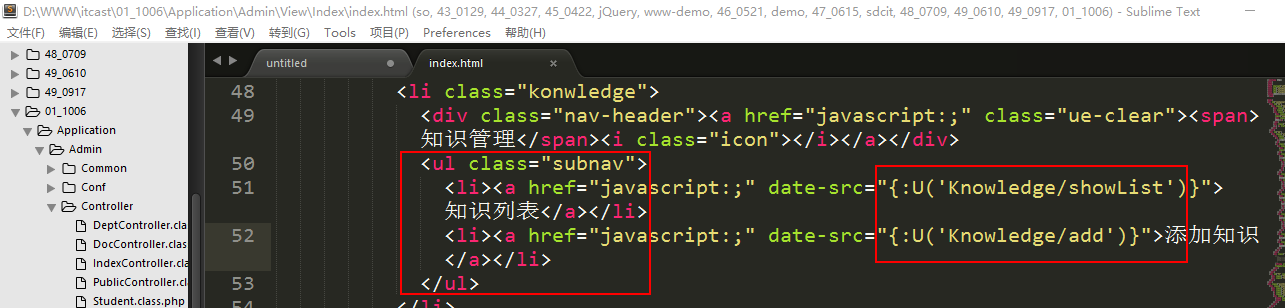 D:\WWW\itcast\01_1006\Application\Admin\View\Index\index.html (so, 43_0129, 44_0327, 45_0422, jQuery, www-demo, 46_0521, demo, 47_0615, sdcit, 48_0709, 49_0610, 49_0917, 01_1006) - Sublime Text
文件(F) 编辑(E) 选择(S) 查找(I) 查看(V) 转到(G) Tools 项目(P) Preferences 帮助(H)
48_0709
49_0610
49_0917
01_1006
Application
Admin
Common
Conf
Controller
DeptController.clas
DocController.clas
IndexController.cla
PublicController.cl
Student.class.php
untitled
index.html
48 <li class="konwledge">
49 <div class="nav-header"><a href="javascript:;" class="ue-clear"><span>
知识管理</span><i class="icon"></i></a></div>
50 <ul class="subnav">
51 <li><a href="javascript:;" date-src="{:U('Knowledge/showList')}">
知识列表</a></li>
52 <li><a href="javascript:;" date-src="{:U('Knowledge/add')}">添加知识
</a></li>
53 </ul>
54 </li>